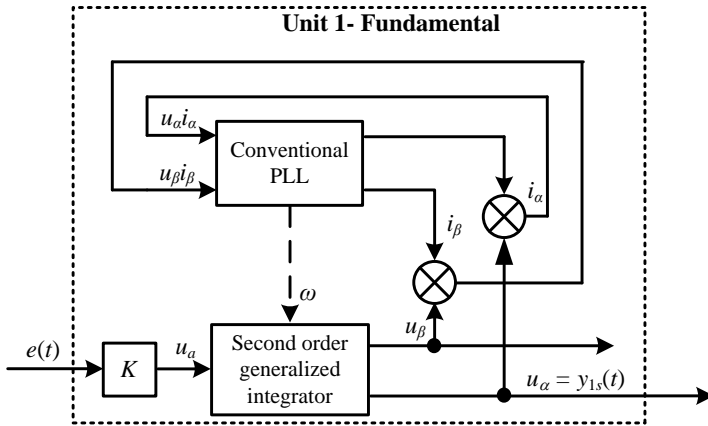 Unit 1- Fundamental
uαiα
Conventional
PLL
uβiβ
iα
iβ
ω
uβ
e(t)
K
ua
Second order
generalized
integrator
uα = y1s(t)